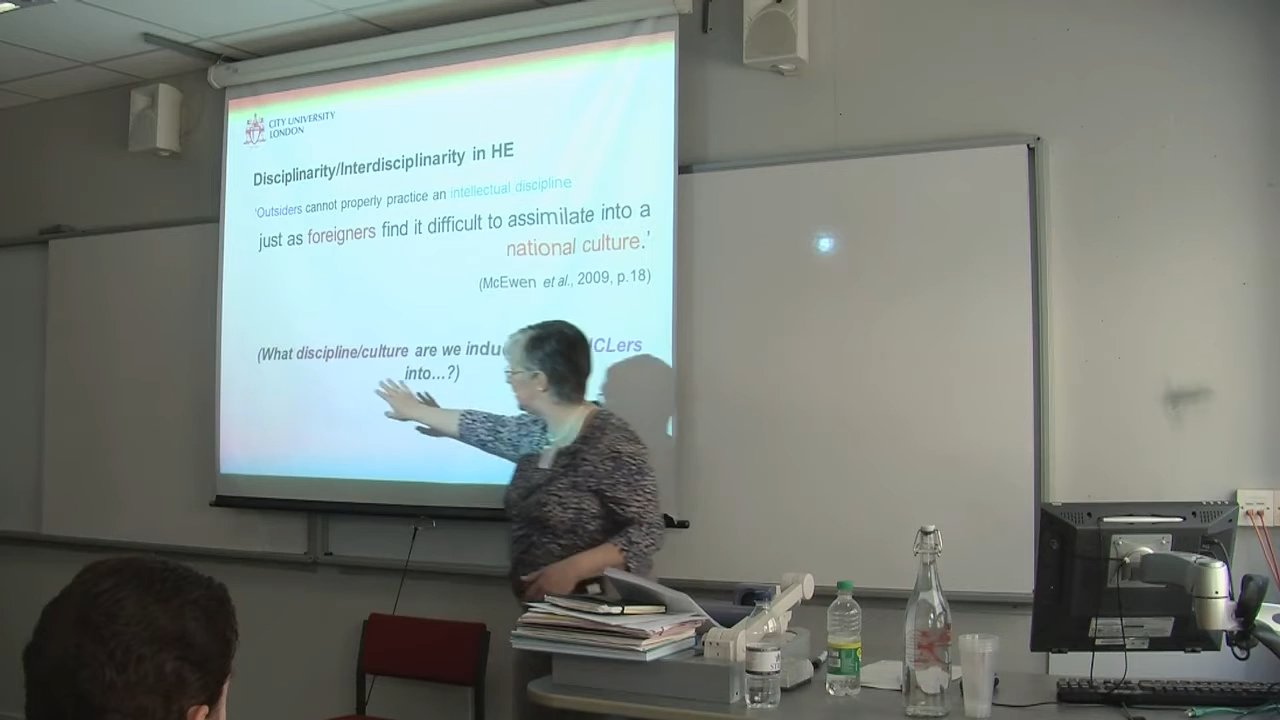 CITY UNIVERSITY
LONDON
Disciplinarity/Interdisciplinarity in HE
‘Outsiders cannot properly practice an intellectual discipline
just as foreigners find it difficult to assimilate into a
national culture.’
(McEwen et al., 2009, p.18)
(What discipline/culture are we indu CLers
into...?)